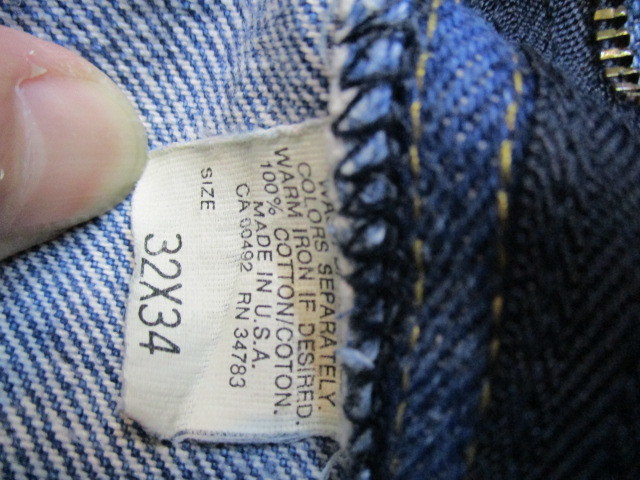 COLORS SEPARATELY.
WARM IRON IF DESIRED.
100% COTTON/COTON.
MADE IN U.S.A.
CA 00492 RN 34783
SIZE
32X34